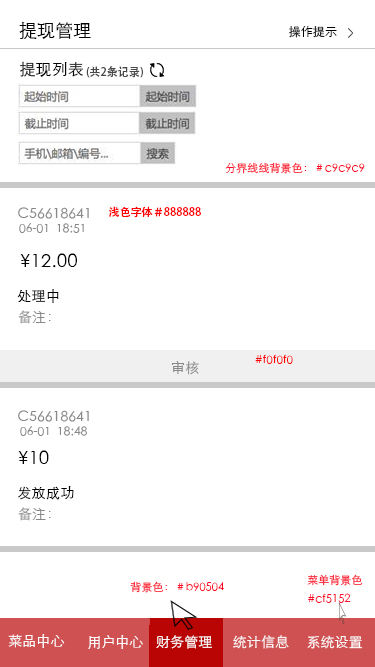 提现管理 操作提示 >
提现列表 (共2条记录)
起始时间 起始时间
截止时间 截止时间
手机\邮箱\编号... 搜索
分界线线背景色： # c9c9c9
C56618641 浅色字体 # 888888
06-01 18:51
¥12.00
处理中
备注：
审核 #f0f0f0
C56618641
06-01 18:48
¥10
发放成功
备注：
背景色： # b90504
菜单背景色
#cf5152
菜品中心 用户中心 财务管理 统计信息 系统设置